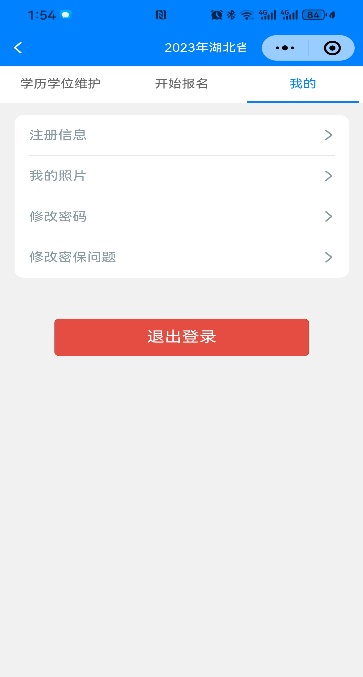 1:54
84
2023年湖北省
学历学位维护
开始报名
我的
注册信息
我的照片
修改密码
修改密保问题
退出登录